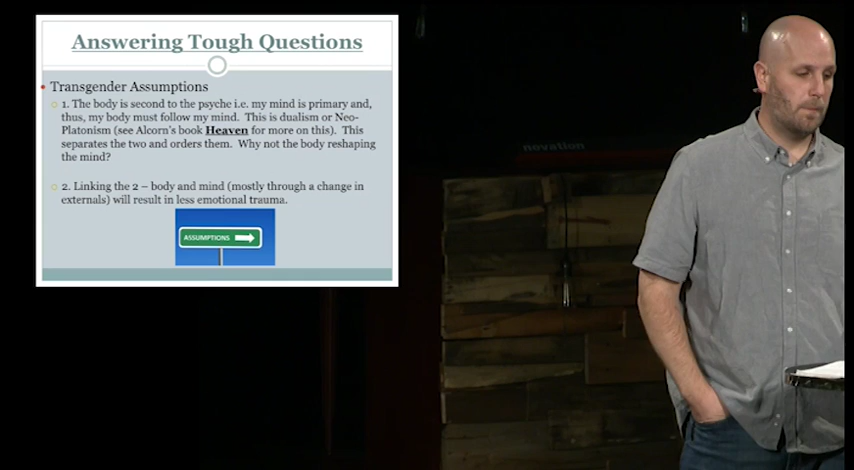 Answering Tough Questions
Transgender Assumptions
1. The body is second to the psyche i.e. my mind is primary and,
thus, my body must follow my mind. This is dualism or Neo-
Platonism (see Alcorn's book Heaven for more on this). This
separates the two and orders them. Why not the body reshaping
the mind?
2. Linking the 2 – body and mind (mostly through a change in
externals) will result in less emotional trauma.
ASSUMPTIONS
novation